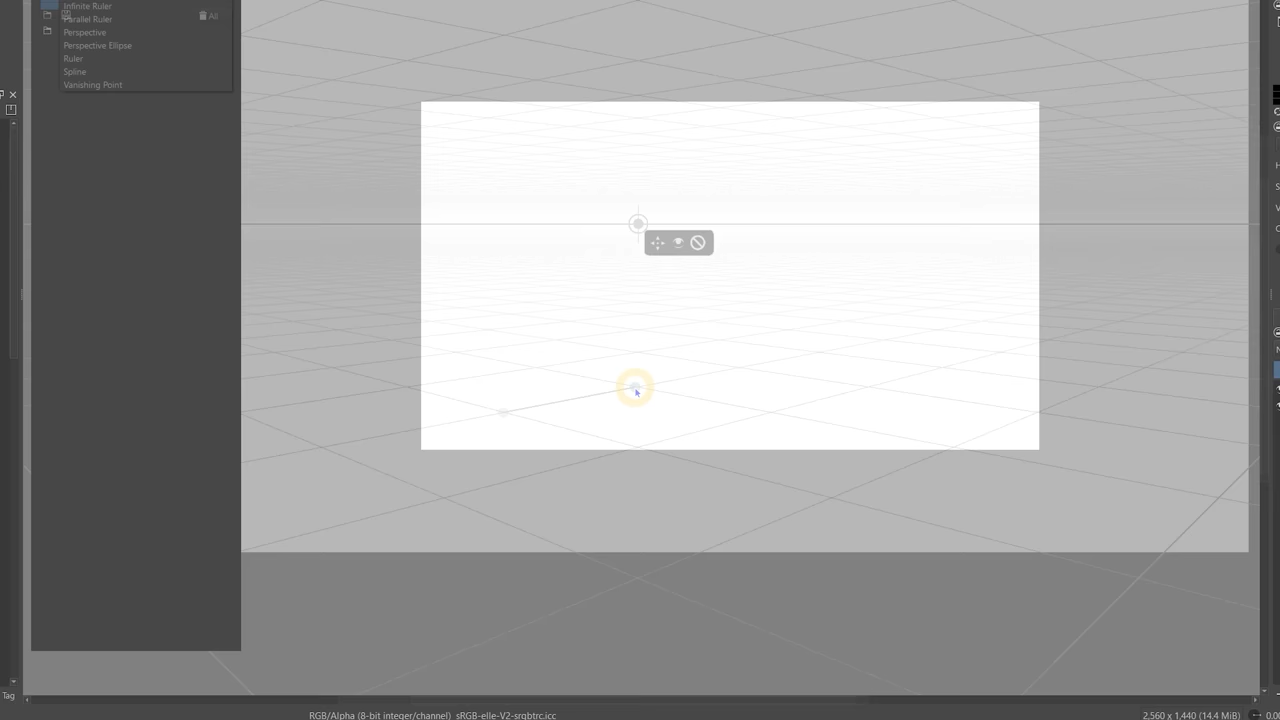 Infinite Ruler
All
Parallel Ruler
Perspective
Perspective Ellipse
Ruler
Spline
Vanishing Point
Tag
RGB/Alpha (8-bit integer/channel) sRGB-elle-V2-srgbtrc.icc
2,560 x 1,440 (14.4 MiB)